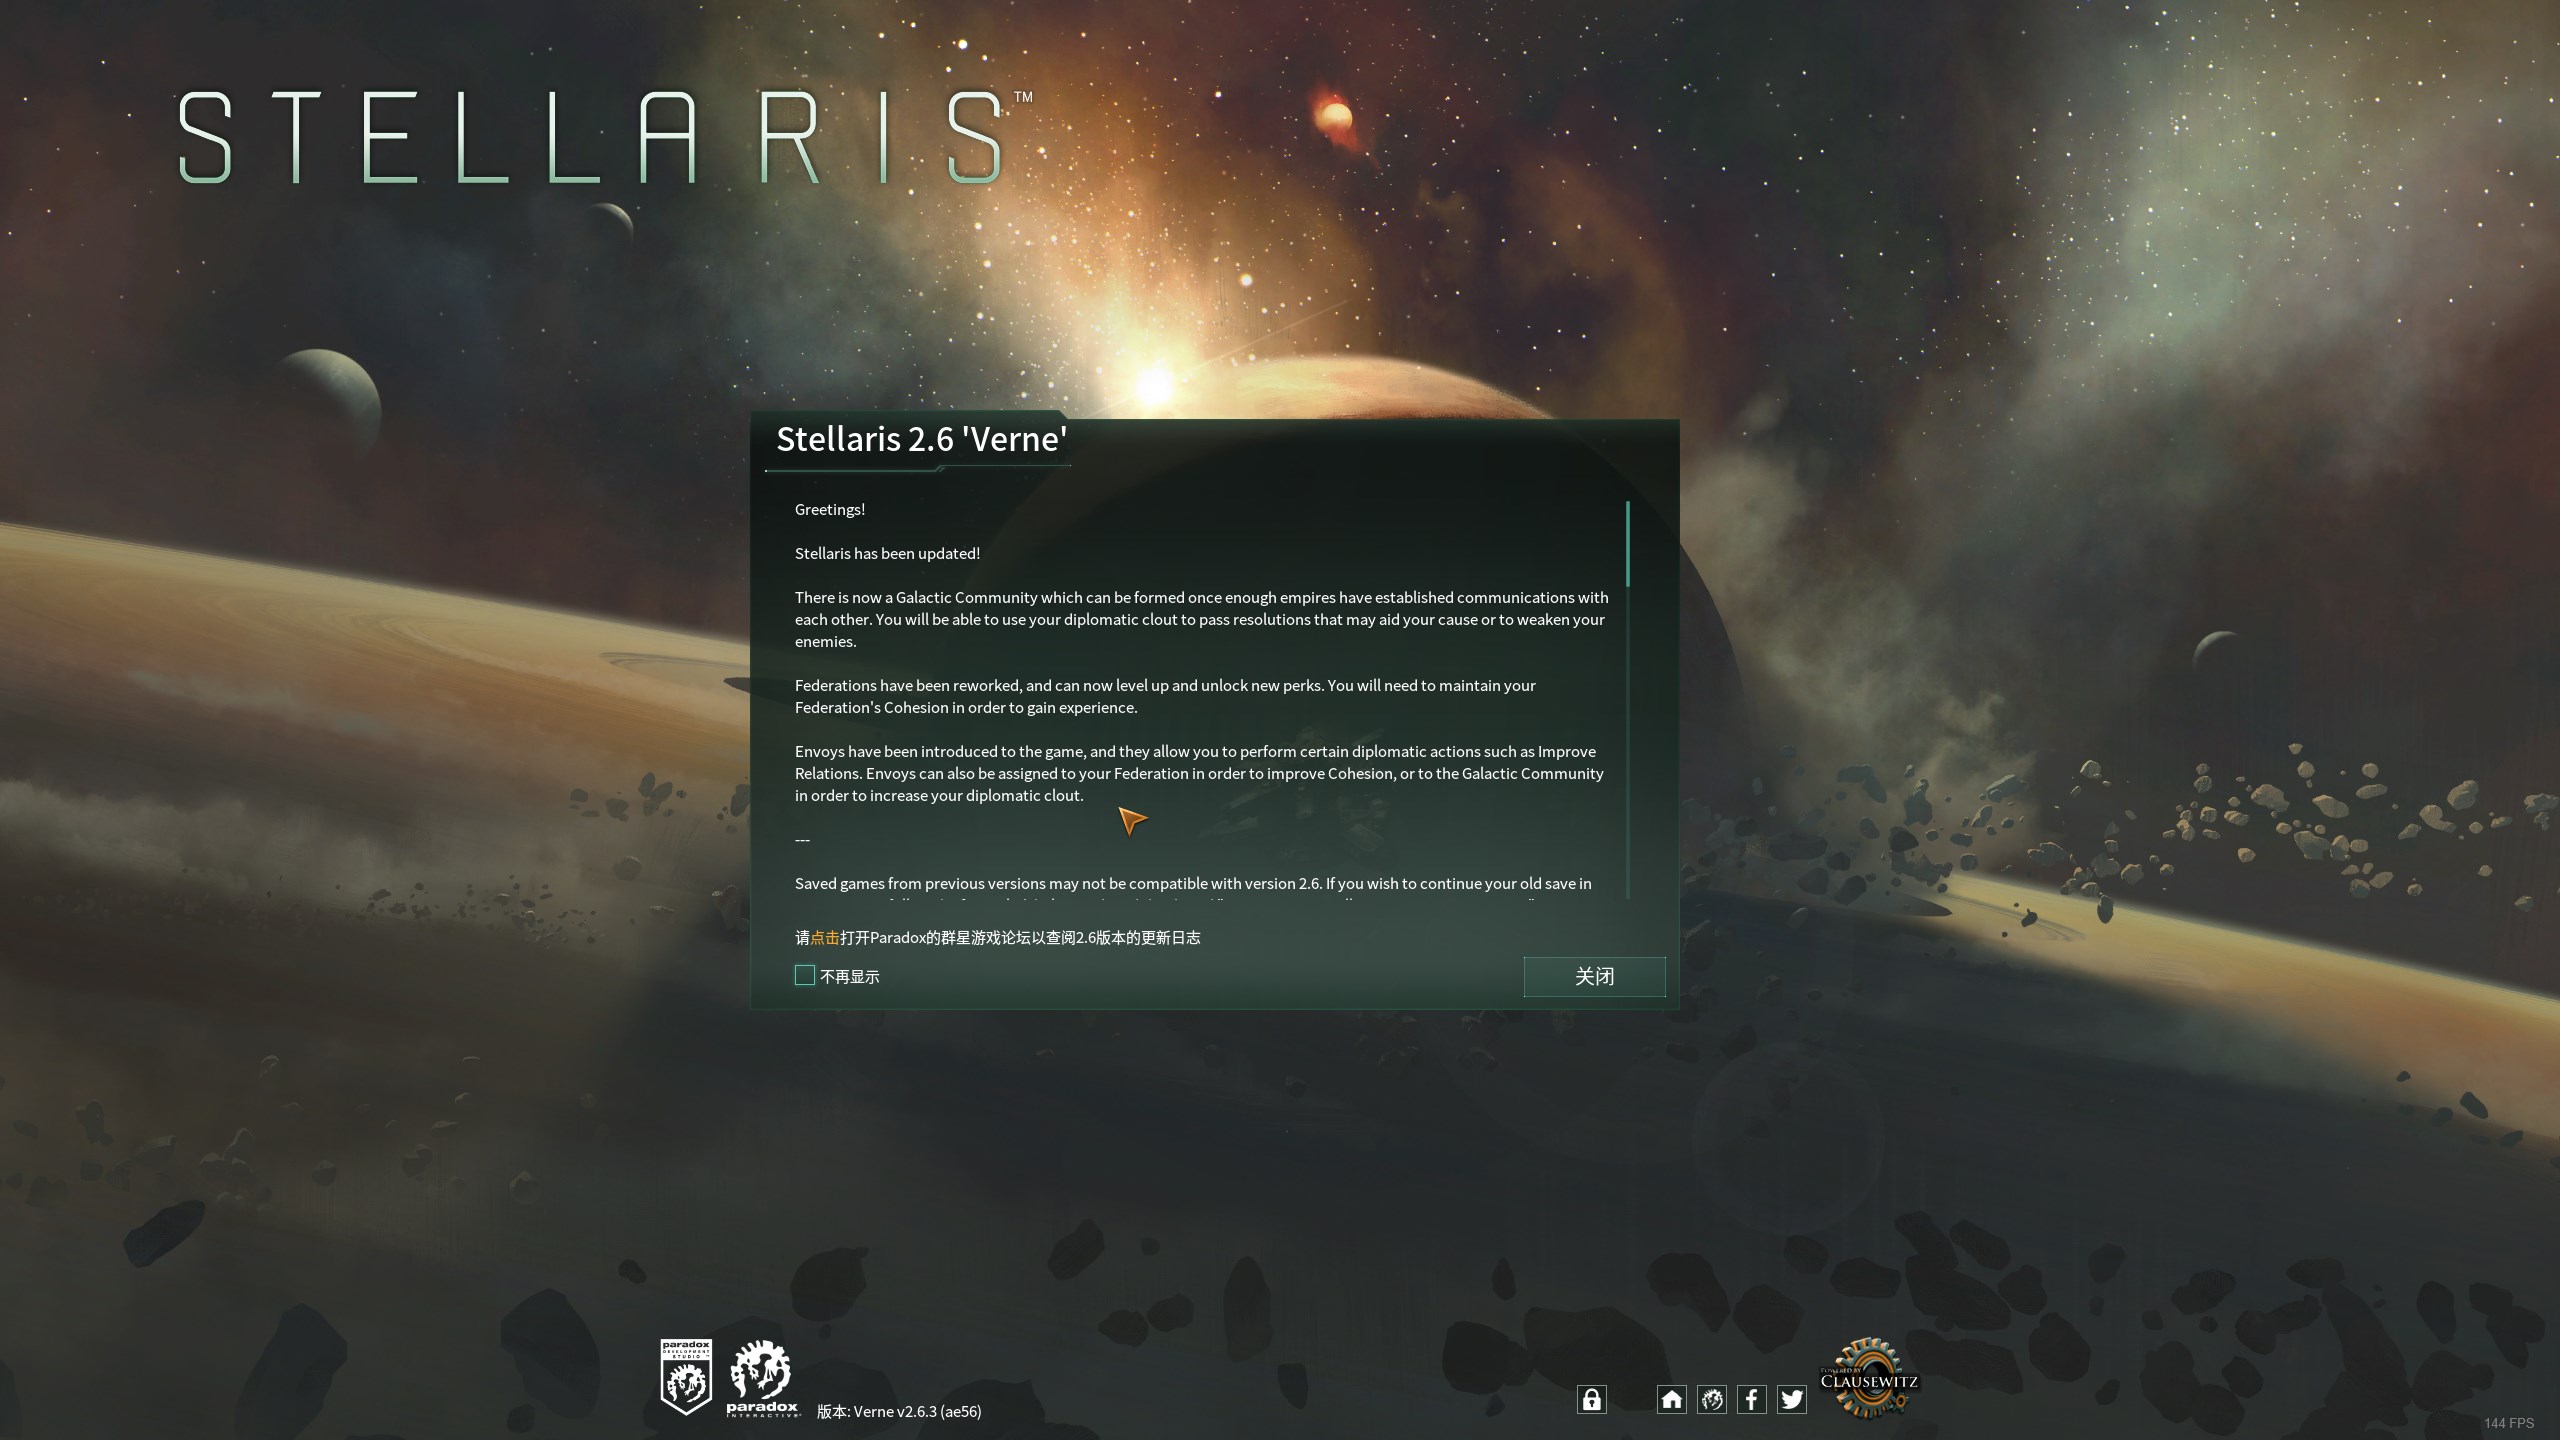 STELLARIS™
Stellaris 2.6 'Verne'
Greetings!
Stellaris has been updated!
There is now a Galactic Community which can be formed once enough empires have established communications with
each other. You will be able to use your diplomatic clout to pass resolutions that may aid your cause or to weaken your
enemies.
Federations have been reworked, and can now level up and unlock new perks. You will need to maintain your
Federation's Cohesion in order to gain experience.
Envoys have been introduced to the game, and they allow you to perform certain diplomatic actions such as Improve
Relations. Envoys can also be assigned to your Federation in order to improve Cohesion, or to the Galactic Community
in order to increase your diplomatic clout.
---
Saved games from previous versions may not be compatible with version 2.6. If you wish to continue your old save in
请点击打开Paradox的群星游戏论坛以查阅2.6版本的更新日志
不再显示
关闭
paradox
DEVELOPMENT
STUDIO
paradox
INTERACTIVE
版本: Verne v2.6.3 (ae56)
POWERED BY
CLAUSEWITZ
144 FPS